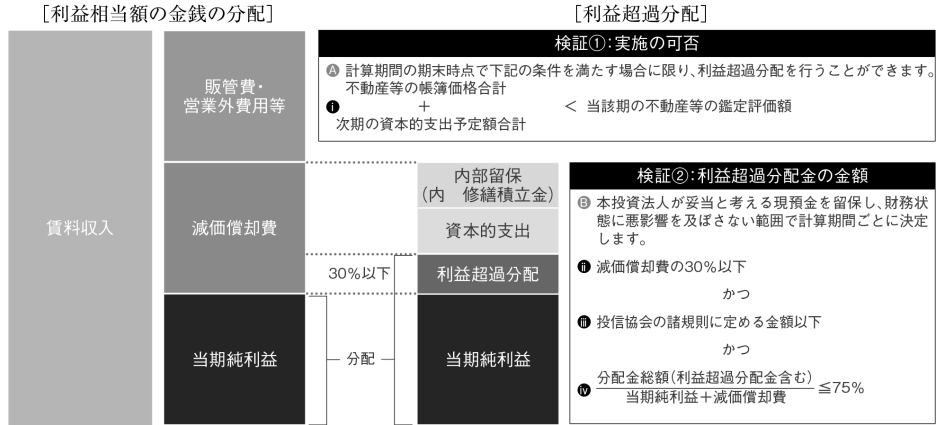 ［利益相当額の金銭の分配］
［利益超過分配］
賃料収入
販管費・
営業外費用等
減価償却費
当期純利益
30％以下
分配
内部留保
（内　修繕積立金）
資本的支出
利益超過分配
当期純利益
検証①：実施の可否
Ⓐ 計算期間の期末時点で下記の条件を満たす場合に限り、利益超過分配を行うことができます。
不動産等の帳簿価格合計
ⅰ ＋ ＜ 当該期の不動産等の鑑定評価額
次期の資本的支出予定額合計
検証②：利益超過分配金の金額
Ⓑ 本投資法人が妥当と考える現預金を留保し、財務状
態に悪影響を及ぼさない範囲で計算期間ごとに決定
します。
ⅱ 減価償却費の30％以下
かつ
ⅲ 投信協会の諸規則に定める金額以下
かつ
分配金総額（利益超過分配金含む）
ⅳ ≦75％
当期純利益＋減価償却費